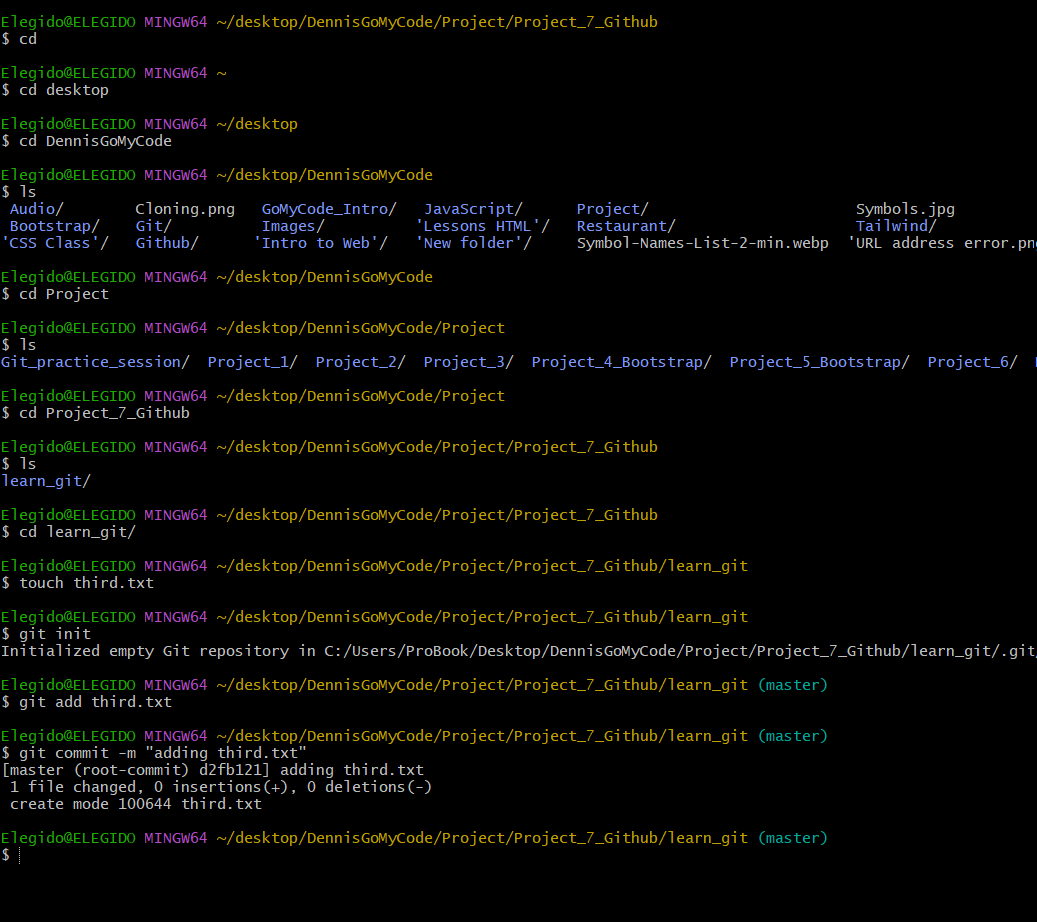 Elegido@ELEGIDO MINGW64 ~/desktop/DennisGoMyCode/Project/Project_7_Github
$ cd
Elegido@ELEGIDO MINGW64 ~
$ cd desktop
Elegido@ELEGIDO MINGW64 ~/desktop
$ cd DennisGoMyCode
Elegido@ELEGIDO MINGW64 ~/desktop/DennisGoMyCode
$ ls
Audio/ Cloning.png GoMyCode_Intro/ JavaScript/ Project/ Symbols.jpg
Bootstrap/ Git/ Images/ 'Lessons HTML'/ Restaurant/ Tailwind/
'CSS Class'/ Github/ 'Intro to Web'/ 'New folder'/ Symbol-Names-List-2-min.webp 'URL address error.pn
Elegido@ELEGIDO MINGW64 ~/desktop/DennisGoMyCode
$ cd Project
Elegido@ELEGIDO MINGW64 ~/desktop/DennisGoMyCode/Project
$ ls
Git_practice_session/ Project_1/ Project_2/ Project_3/ Project_4_Bootstrap/ Project_5_Bootstrap/ Project_6/
Elegido@ELEGIDO MINGW64 ~/desktop/DennisGoMyCode/Project
$ cd Project_7_Github
Elegido@ELEGIDO MINGW64 ~/desktop/DennisGoMyCode/Project/Project_7_Github
$ ls
learn_git/
Elegido@ELEGIDO MINGW64 ~/desktop/DennisGoMyCode/Project/Project_7_Github
$ cd learn_git/
Elegido@ELEGIDO MINGW64 ~/desktop/DennisGoMyCode/Project/Project_7_Github/learn_git
$ touch third.txt
Elegido@ELEGIDO MINGW64 ~/desktop/DennisGoMyCode/Project/Project_7_Github/learn_git
$ git init
Initialized empty Git repository in C:/Users/ProBook/Desktop/DennisGoMyCode/Project/Project_7_Github/learn_git/.git/
Elegido@ELEGIDO MINGW64 ~/desktop/DennisGoMyCode/Project/Project_7_Github/learn_git (master)
$ git add third.txt
Elegido@ELEGIDO MINGW64 ~/desktop/DennisGoMyCode/Project/Project_7_Github/learn_git (master)
$ git commit -m "adding third.txt"
[master (root-commit) d2fb121] adding third.txt
1 file changed, 0 insertions(+), 0 deletions(-)
create mode 100644 third.txt
Elegido@ELEGIDO MINGW64 ~/desktop/DennisGoMyCode/Project/Project_7_Github/learn_git (master)
$